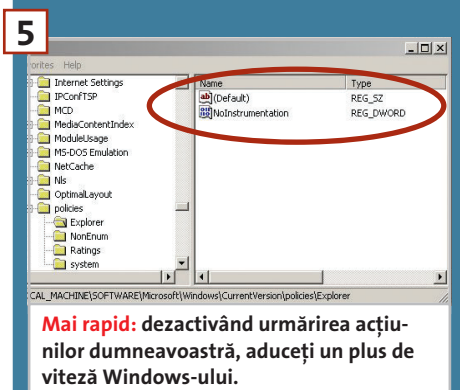 5
orites Help
Internet Settings
IPConfTSP
MCD
MediaContentIndex
ModuleUsage
MS-DOS Emulation
NetCache
Nls
OptimalLayout
policies
Explorer
NonEnum
Ratings
system
Name Type
ab (Default) REG_SZ
NoInstrumentation REG_DWORD
CAL_MACHINE\SOFTWARE\Microsoft\Windows\CurrentVersion\policies\Explorer
Mai rapid: dezactivând urmărirea acțiu-
nilor dumneavoastră, aduceți un plus de
viteză Windows-ului.